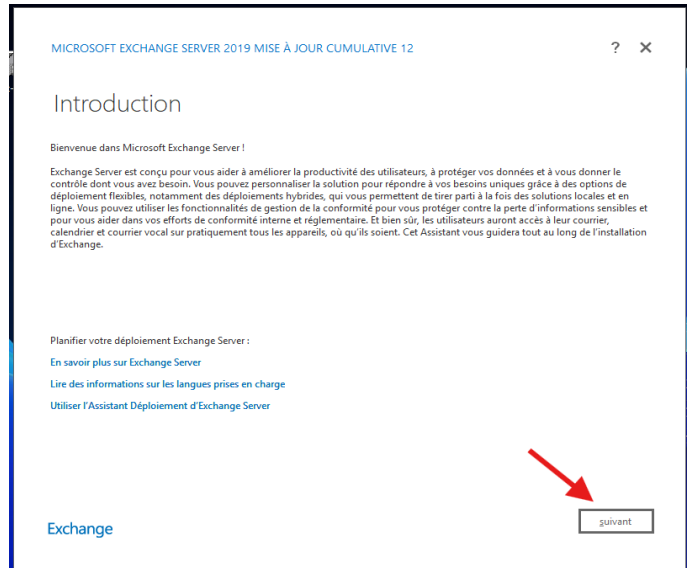 MICROSOFT EXCHANGE SERVER 2019 MISE À JOUR CUMULATIVE 12
?
Introduction
Bienvenue dans Microsoft Exchange Server !
Exchange Server est conçu pour vous aider à améliorer la productivité des utilisateurs, à protéger vos données et à vous donner le
contrôle dont vous avez besoin. Vous pouvez personnaliser la solution pour répondre à vos besoins uniques grâce à des options de
déploiement flexibles, notamment des déploiements hybrides, qui vous permettent de tirer parti à la fois des solutions locales et en
ligne. Vous pouvez utiliser les fonctionnalités de gestion de la conformité pour vous protéger contre la perte d'informations sensibles et
pour vous aider dans vos efforts de conformité interne et réglementaire. Et bien sûr, les utilisateurs auront accès à leur courrier,
calendrier et courrier vocal sur pratiquement tous les appareils, où qu'ils soient. Cet Assistant vous guidera tout au long de l'installation
d'Exchange.
Planifier votre déploiement Exchange Server :
En savoir plus sur Exchange Server
Lire des informations sur les langues prises en charge
Utiliser l'Assistant Déploiement d'Exchange Server
Exchange
suivant